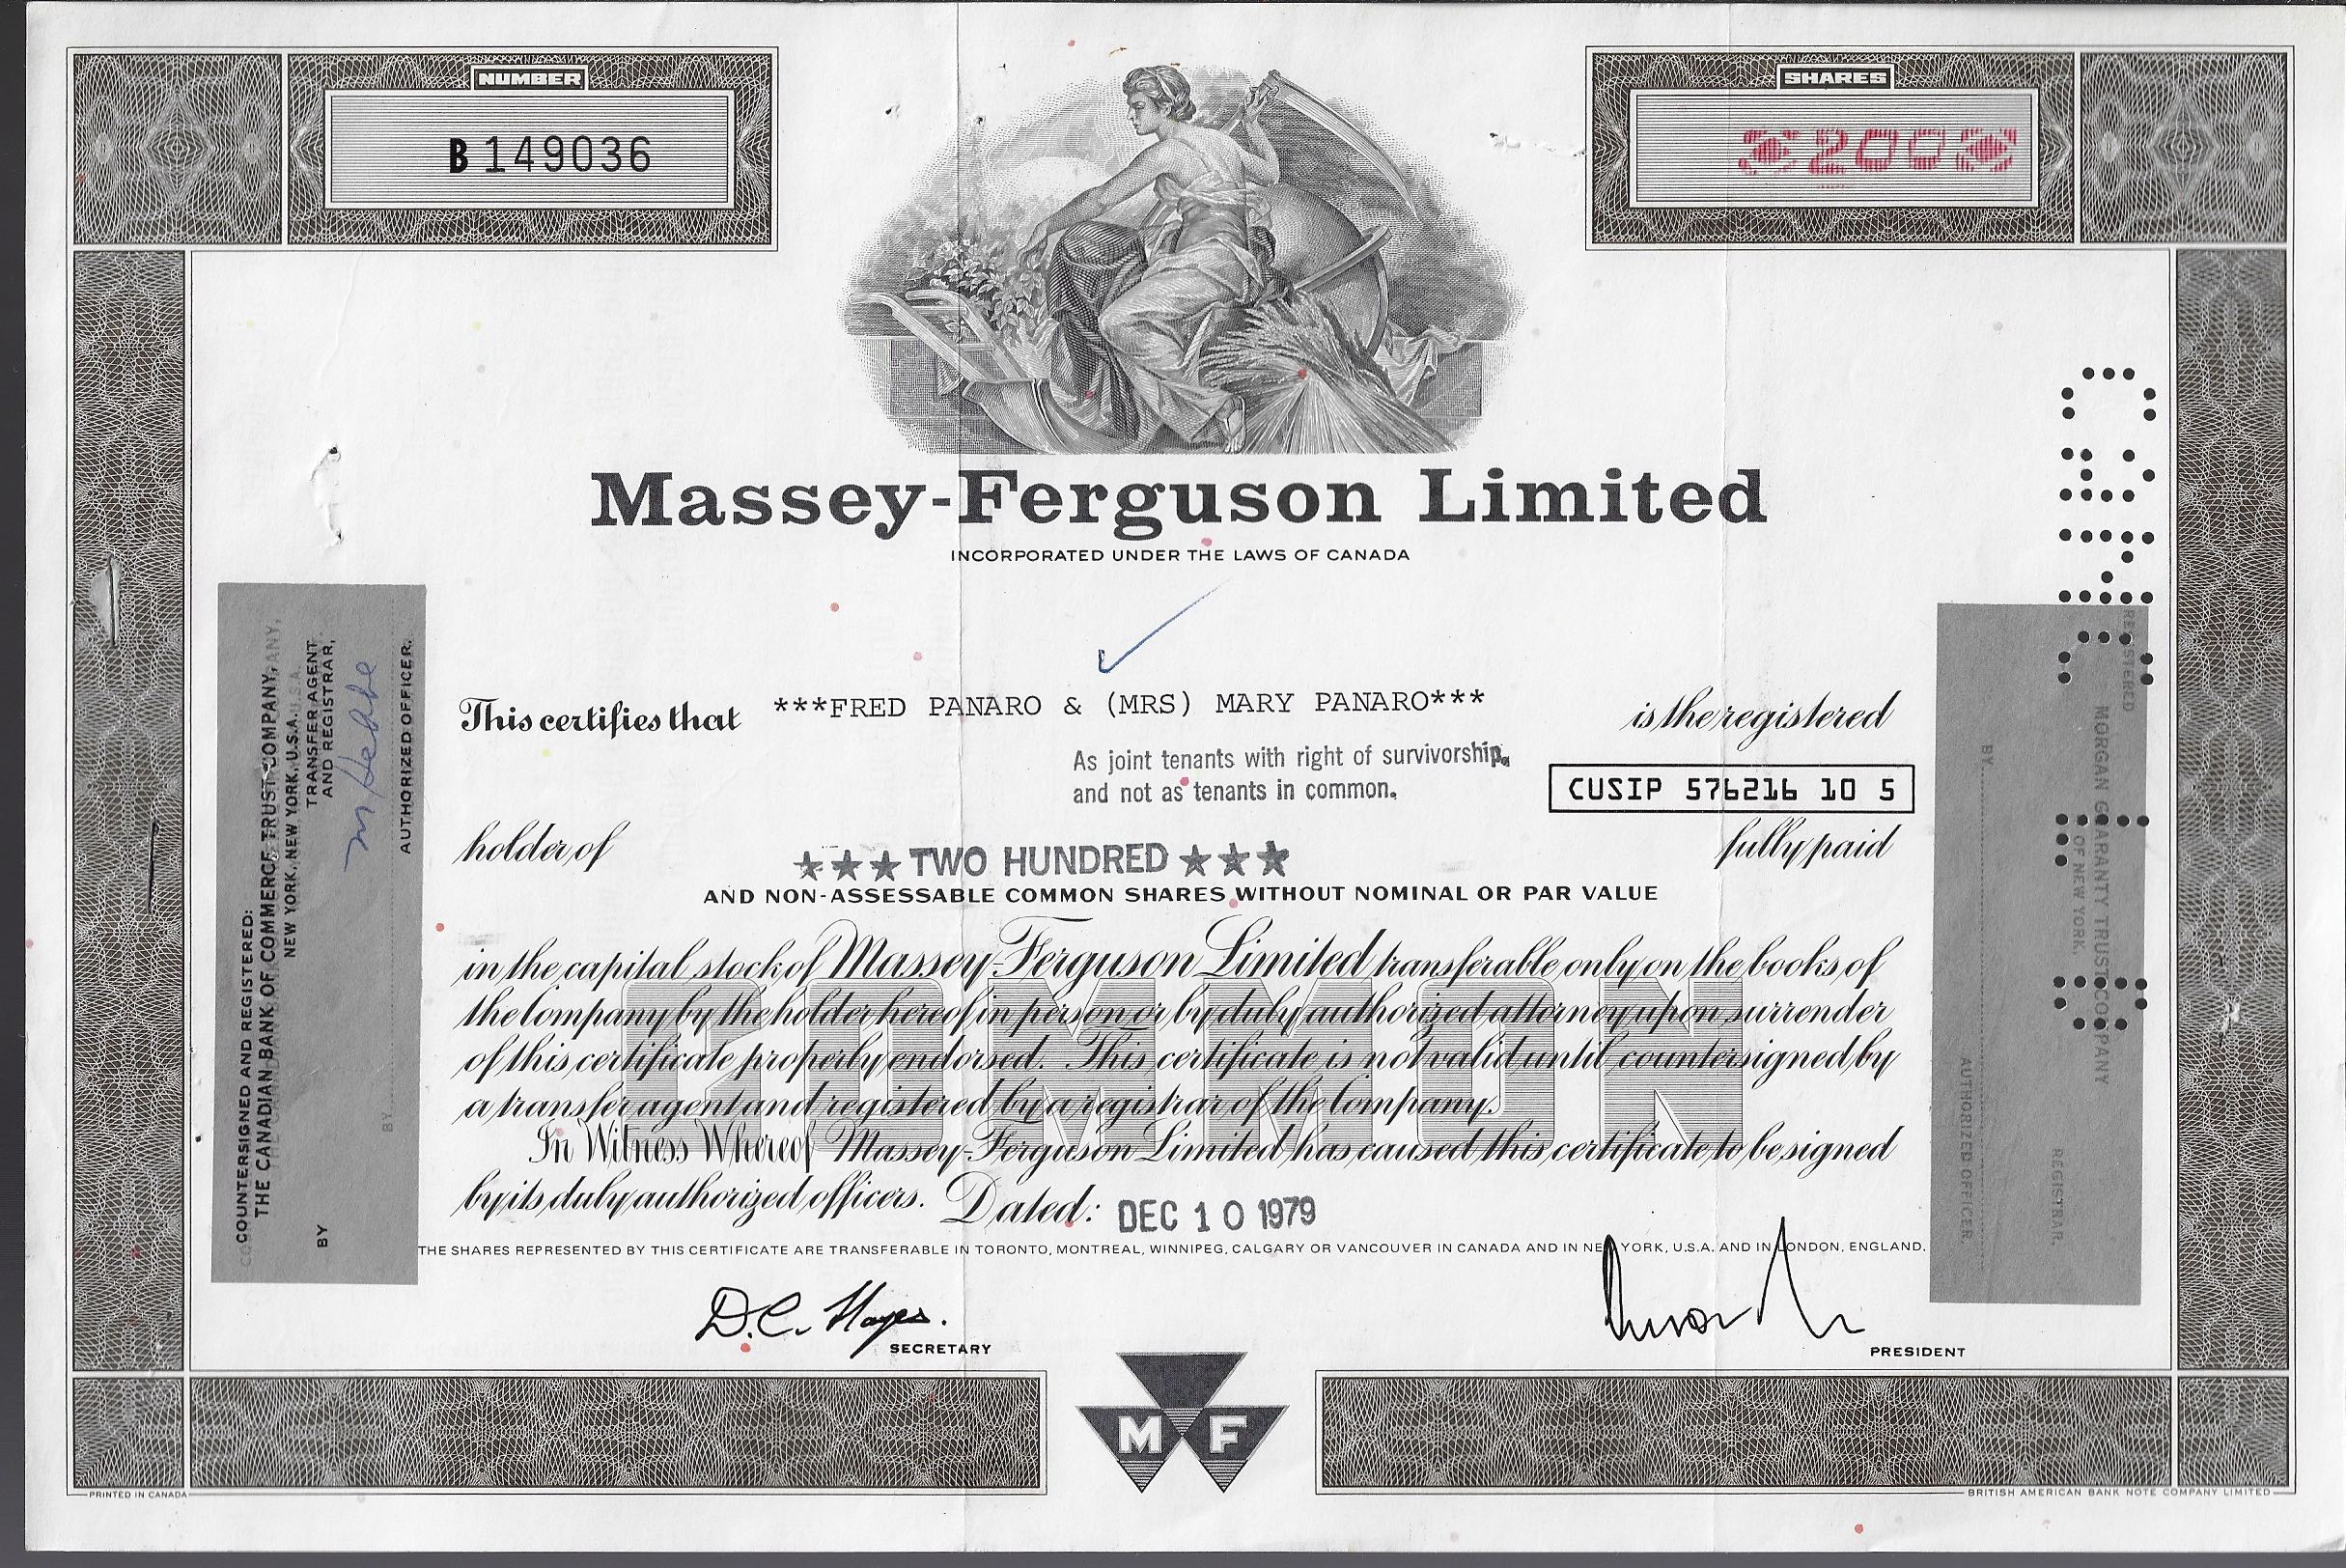 NUMBER
B 149036
SHARES
*200*
Massey-Ferguson Limited
INCORPORATED UNDER THE LAWS OF CANADA
This certifies that ***FRED PANARO & (MRS) MARY PANARO*** is the registered
As joint tenants with right of survivorship,
and not as tenants in common.
CUSIP 576216 10 5
holder of ★★★TWO HUNDRED★★★ fully paid
AND NON-ASSESSABLE COMMON SHARES WITHOUT NOMINAL OR PAR VALUE
in the capital stock of Massey-Ferguson Limited transferable only on the books of
the Company by the holder hereof in person or by duly authorized attorney upon surrender
of this certificate properly endorsed. This certificate is not valid until countersigned by
a transfer agent and registered by a registrar of the Company.
In Witness Whereof Massey-Ferguson Limited has caused this certificate to be signed
by its duly authorized officers. Dated: DEC 10 1979
COMMON
THE SHARES REPRESENTED BY THIS CERTIFICATE ARE TRANSFERABLE IN TORONTO, MONTREAL, WINNIPEG, CALGARY OR VANCOUVER IN CANADA AND IN NEW YORK, U.S.A. AND IN LONDON, ENGLAND.
D.C. Hayes.
SECRETARY
PRESIDENT
M F
PRINTED IN CANADA
BRITISH AMERICAN BANK NOTE COMPANY LIMITED
COUNTERSIGNED AND REGISTERED:
THE CANADIAN BANK OF COMMERCE TRUST COMPANY,
NEW YORK, NEW YORK, U.S.A.
TRANSFER AGENT
AND REGISTRAR,
BY
AUTHORIZED OFFICER.
BY
REGISTERED
MORGAN GUARANTY TRUST COMPANY
OF NEW YORK,
REGISTRAR.
BY
AUTHORIZED OFFICER